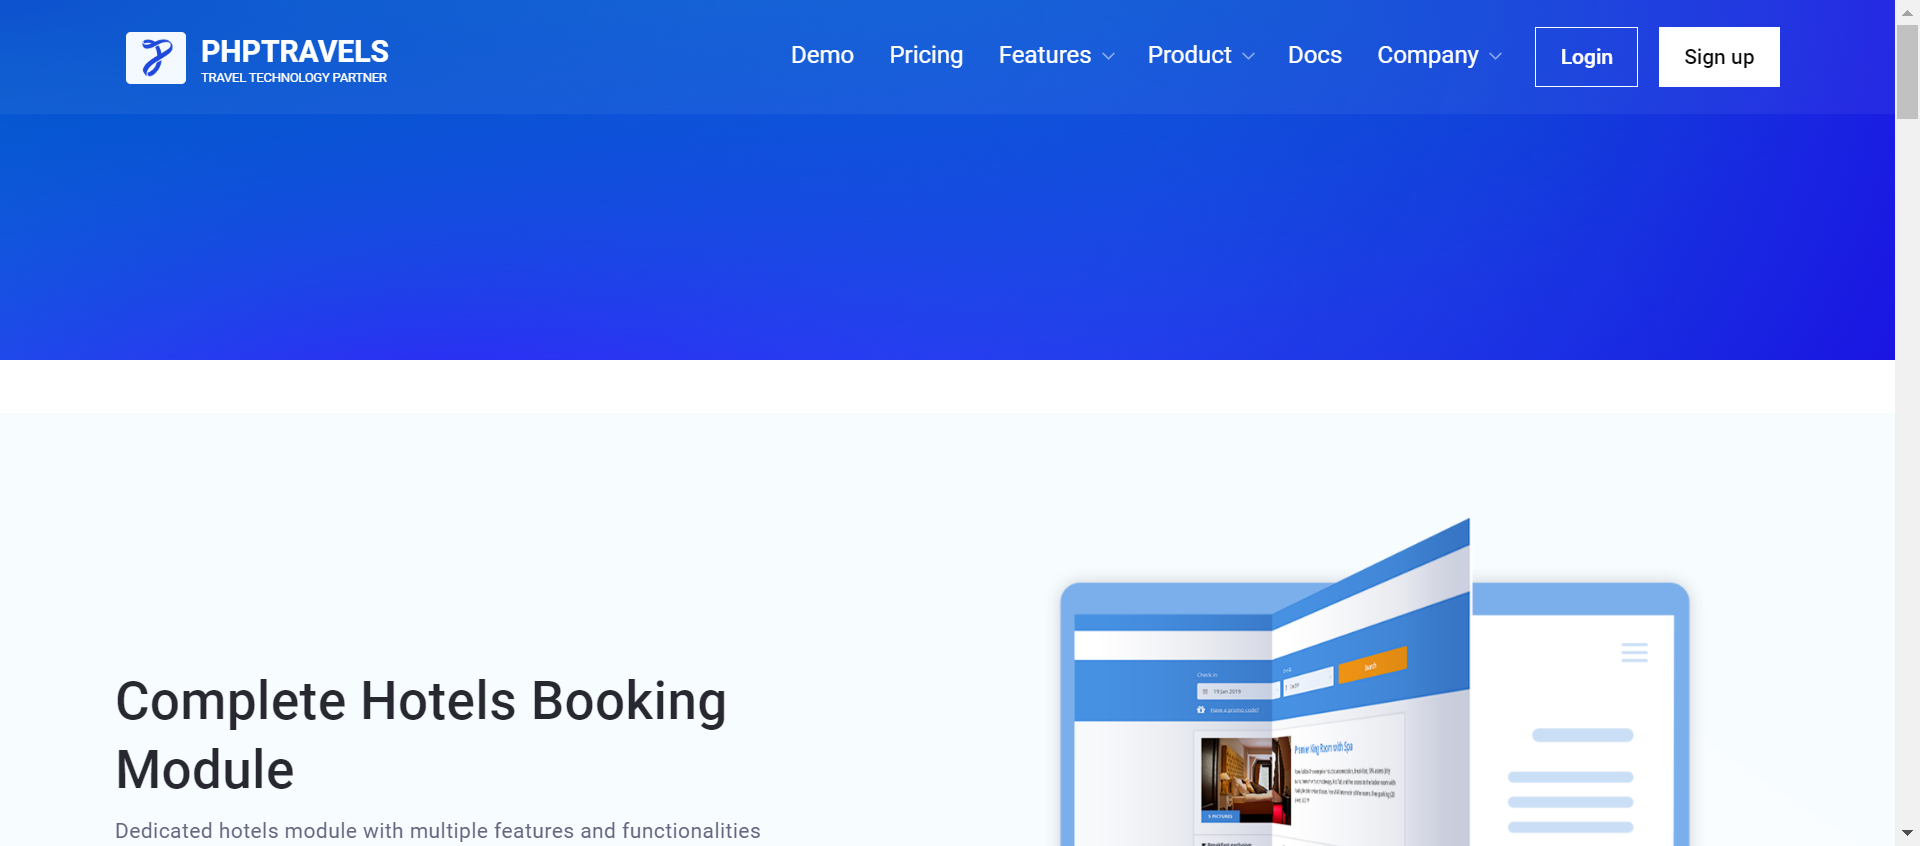 PHPTRAVELS
TRAVEL TECHNOLOGY PARTNER
Demo Pricing Features Product Docs Company Login Sign up
Complete Hotels Booking
Module
Dedicated hotels module with multiple features and functionalities
Check in
19 Jan 2019
Have a promo code?
Search
Premier King Room with Spa
3 PICTURES
Breakfast exclusive